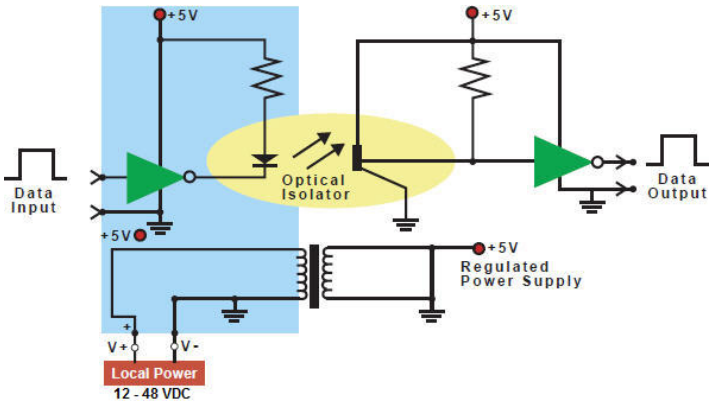 +5V
+5V
Data
Input
Optical
Isolator
Data
Output
+5V
+5V
Regulated
Power Supply
+
V+
V-
Local Power
12 - 48 VDC